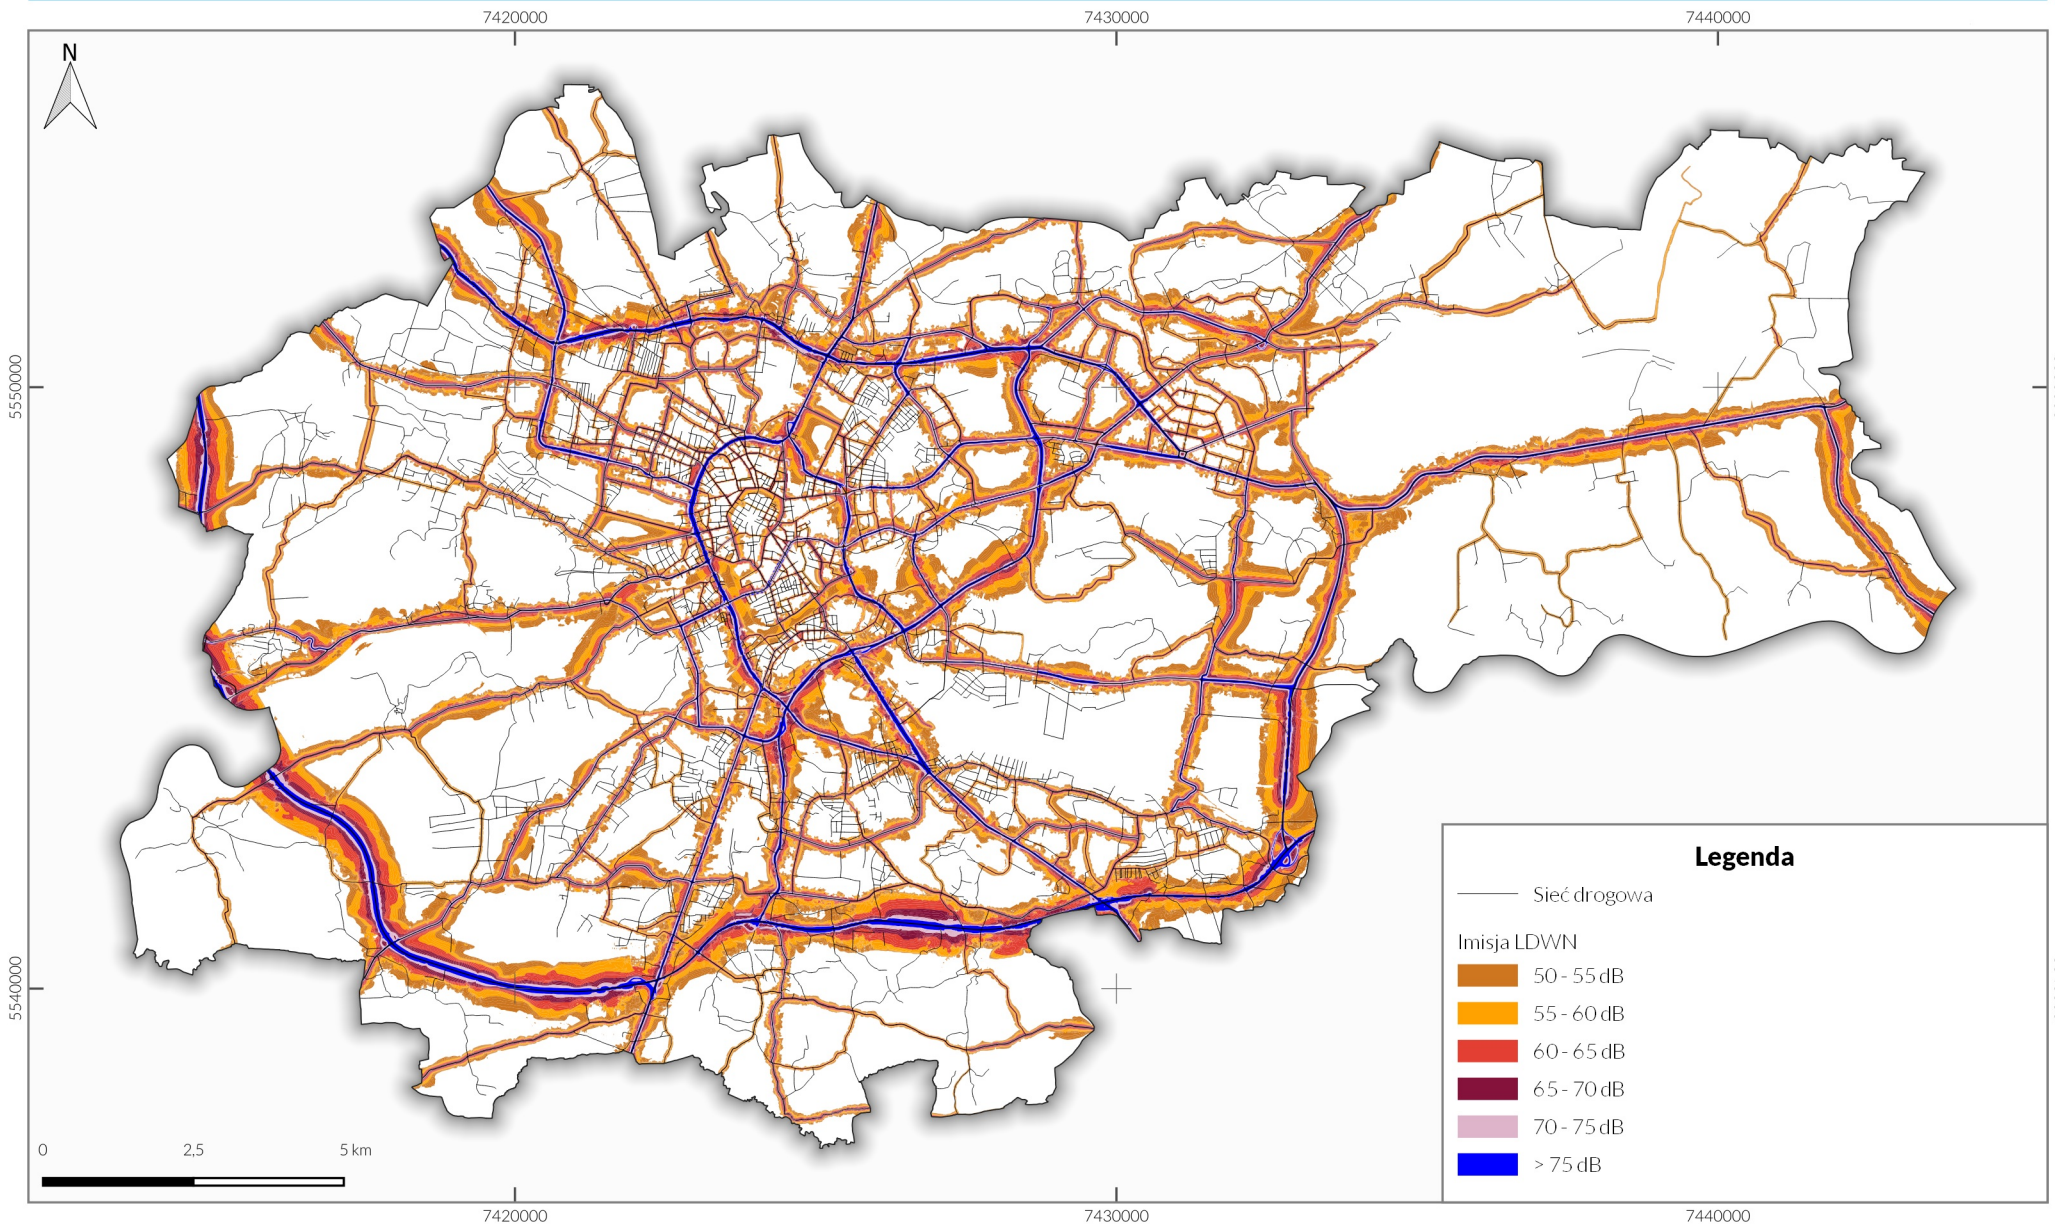 7420000
7430000
7440000
N
5550000
5540000
0
2,5
5 km
Legenda
Sieć drogowa
Imisja LDWN
50 - 55 dB
55 - 60 dB
60 - 65 dB
65 - 70 dB
70 - 75 dB
> 75 dB
7420000
7430000
7440000